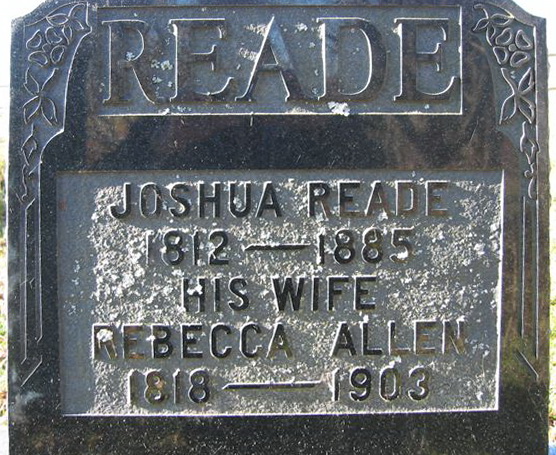 READE
JOSHUA READE
1812 — 1885
HIS WIFE
REBECCA ALLEN
1818 — 1903